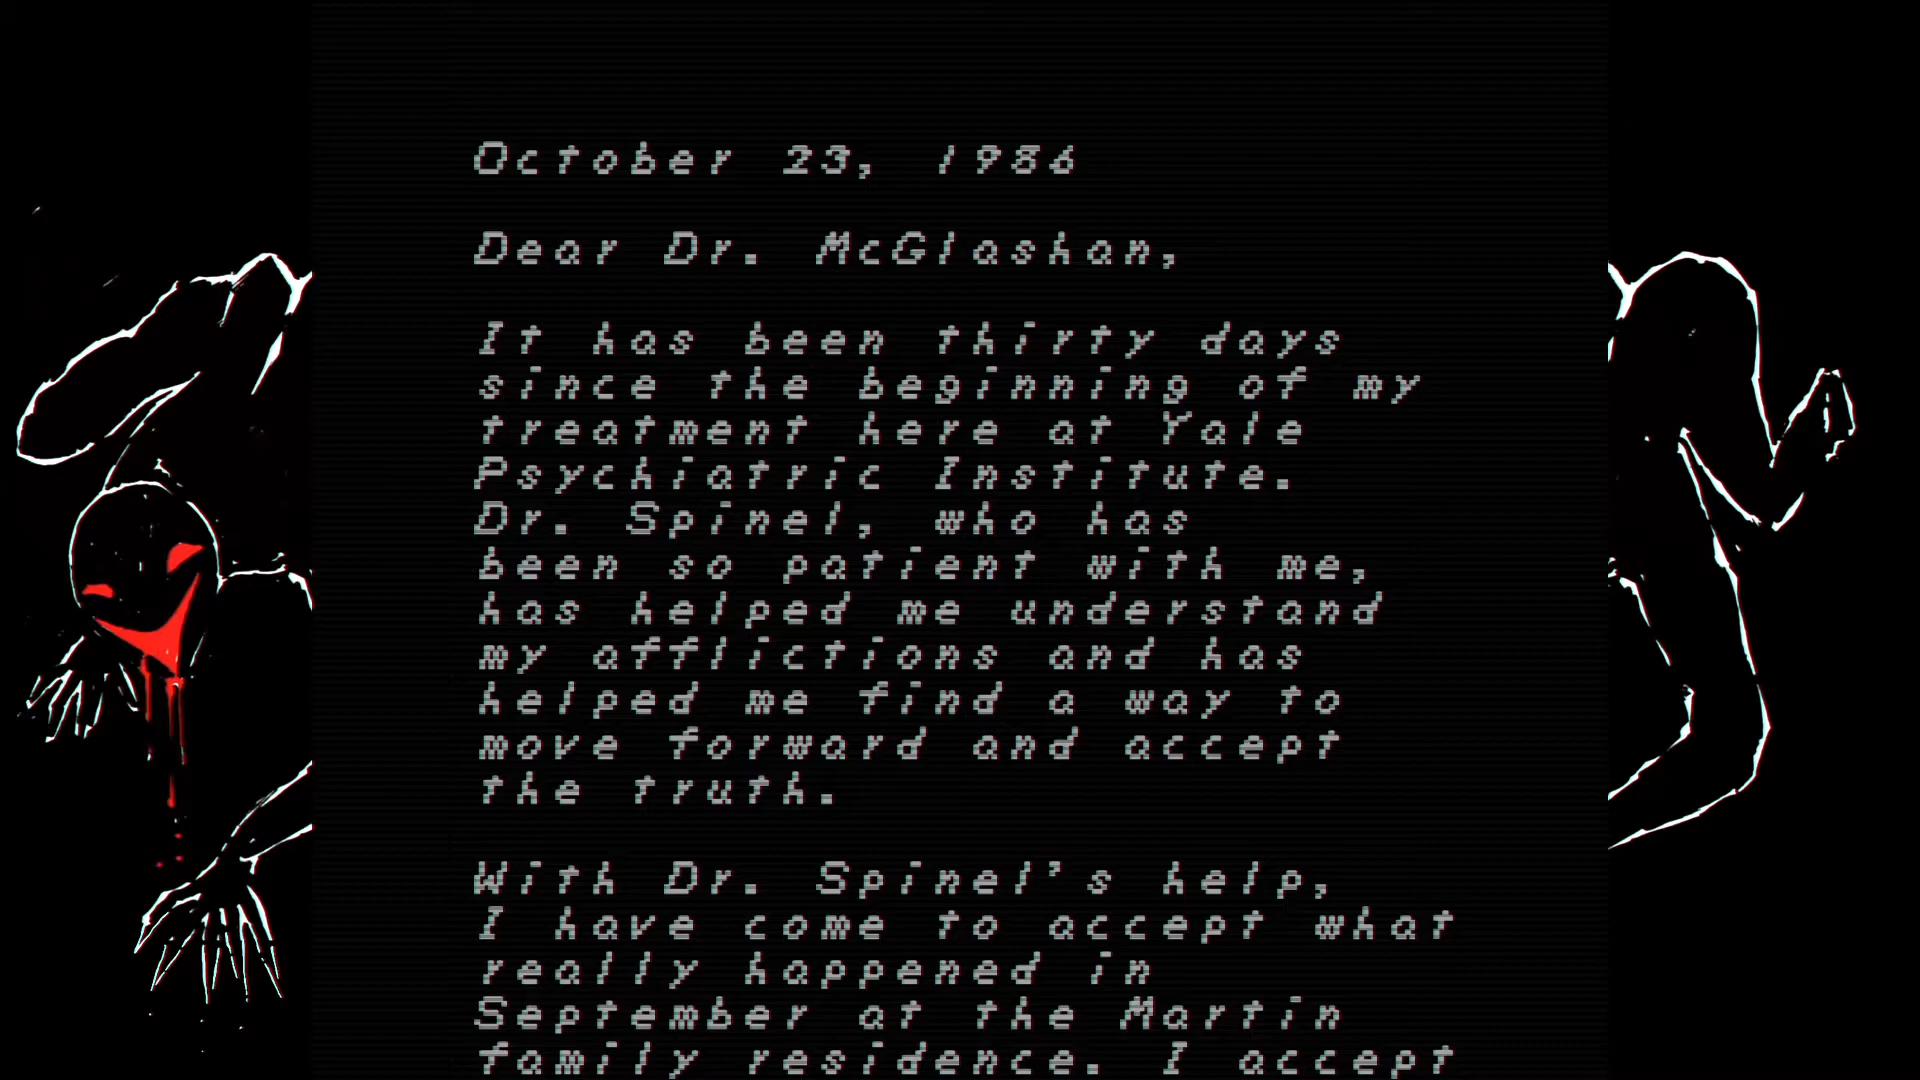 October 23, 1986
Dear Dr. McGlashan,
It has been thirty days
since the beginning of my
treatment here at Yale
Psychiatric Institute.
Dr. Spinel, who has
been so patient with me,
has helped me understand
my afflictions and has
helped me find a way to
move forward and accept
the truth.
With Dr. Spinel's help,
I have come to accept what
really happened in
September at the Martin
family residence. I accept